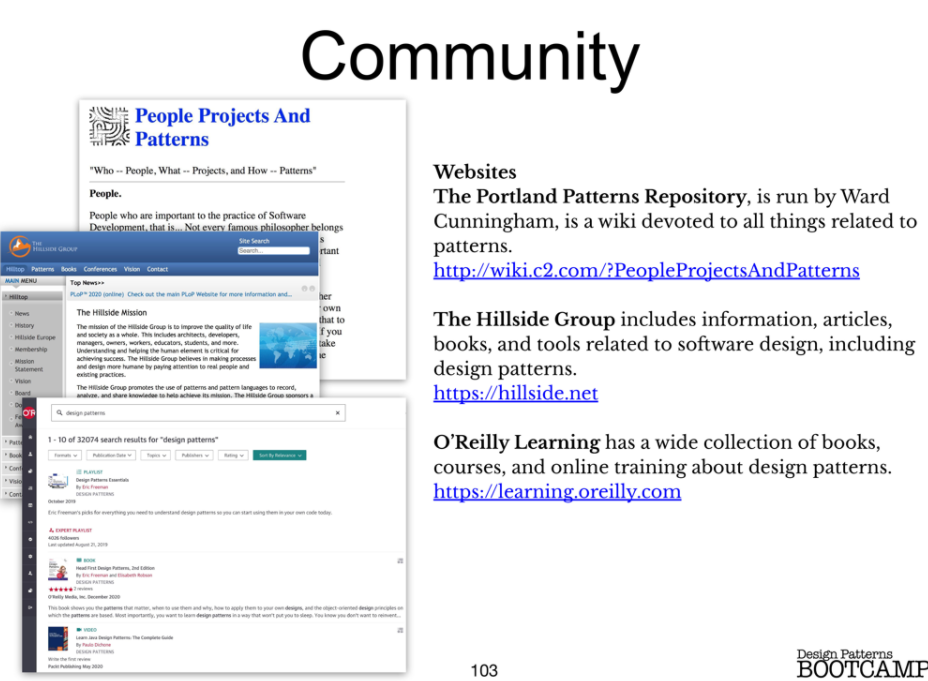 Community
People Projects And
Patterns
"Who -- People, What -- Projects, and How -- Patterns"
People.
People who are important to the practice of Software
Development, that is... Not every famous philosopher belongs
THE
HILLSIDE GROUP
Site Search
Search...
Hilltop Patterns Books Conferences Vision Contact
MAIN MENU
Hilltop
News
History
Hillside Europe
Membership
Mission
Statement
Vision
Board
Top News>>
PLoP™ 2020 (online) Check out the main PLoP Website for more information and...
The Hillside Mission
The mission of the Hillside Group is to improve the quality of life
and society as a whole. This includes architects, developers,
managers, owners, workers, educators, students, and more.
Understanding and helping the human element is critical for
achieving success. The Hillside Group believes in making processes
and design more humane by paying attention to real people and
existing practices.
The Hillside Group promotes the use of patterns and pattern languages to record,
analyze, and share knowledge to help achieve its mission. The Hillside Group sponsors a
design patterns
1 - 10 of 32074 search results for "design patterns"
Formats Publication Date Topics Publishers Rating Sort By Relevance
PLAYLIST
Design Patterns Essentials
By Eric Freeman
DESIGN PATTERNS
October 2019
Eric Freeman's picks for everything you need to understand design patterns so you can start using them in your own code today.
EXPERT PLAYLIST
4026 followers
Last updated August 21, 2019
BOOK
Head First Design Patterns, 2nd Edition
By Eric Freeman and Elisabeth Robson
DESIGN PATTERNS
7 reviews
O'Reilly Media, Inc. December 2020
This book shows you the patterns that matter, when to use them and why, how to apply them to your own designs, and the object-oriented design principles on
which the patterns are based. Most importantly, you want to learn design patterns in a way that won't put you to sleep. You know you don't want to reinvent...
VIDEO
Learn Java Design Patterns: The Complete Guide
By Paulo Dichone
DESIGN PATTERNS
Write the first review
Packt Publishing May 2020
Websites
The Portland Patterns Repository, is run by Ward
Cunningham, is a wiki devoted to all things related to
patterns.
http://wiki.c2.com/?PeopleProjectsAndPatterns
The Hillside Group includes information, articles,
books, and tools related to software design, including
design patterns.
https://hillside.net
O'Reilly Learning has a wide collection of books,
courses, and online training about design patterns.
https://learning.oreilly.com
103
Design Patterns
BOOTCAMP